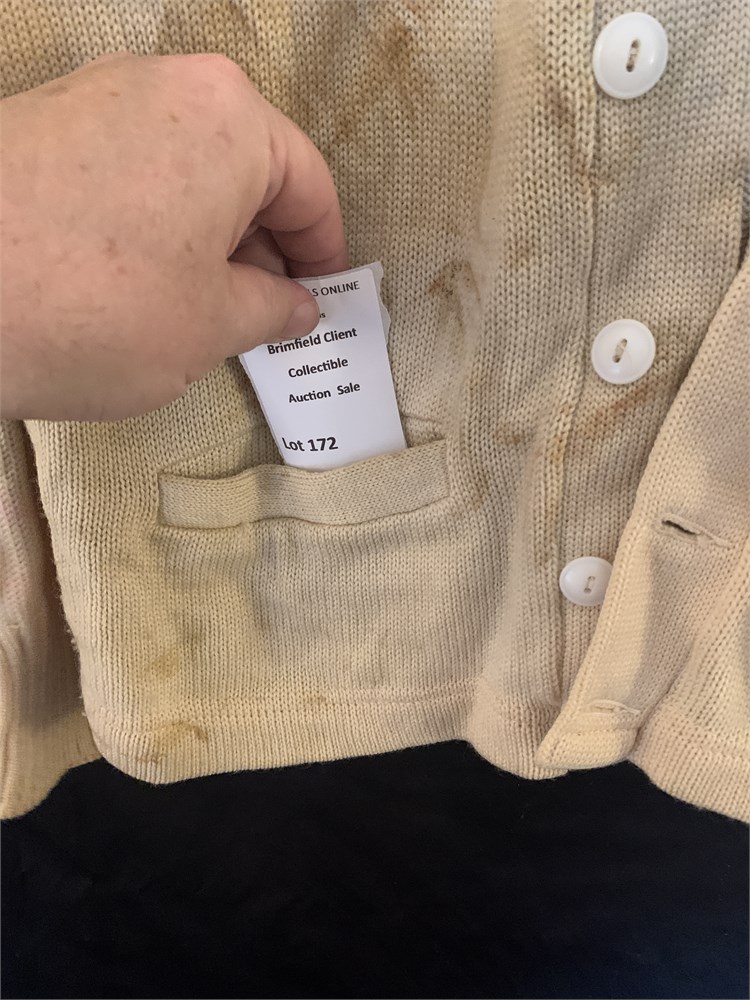 ONLINE
Brimfield Client
Collectible
Auction Sale
Lot 172